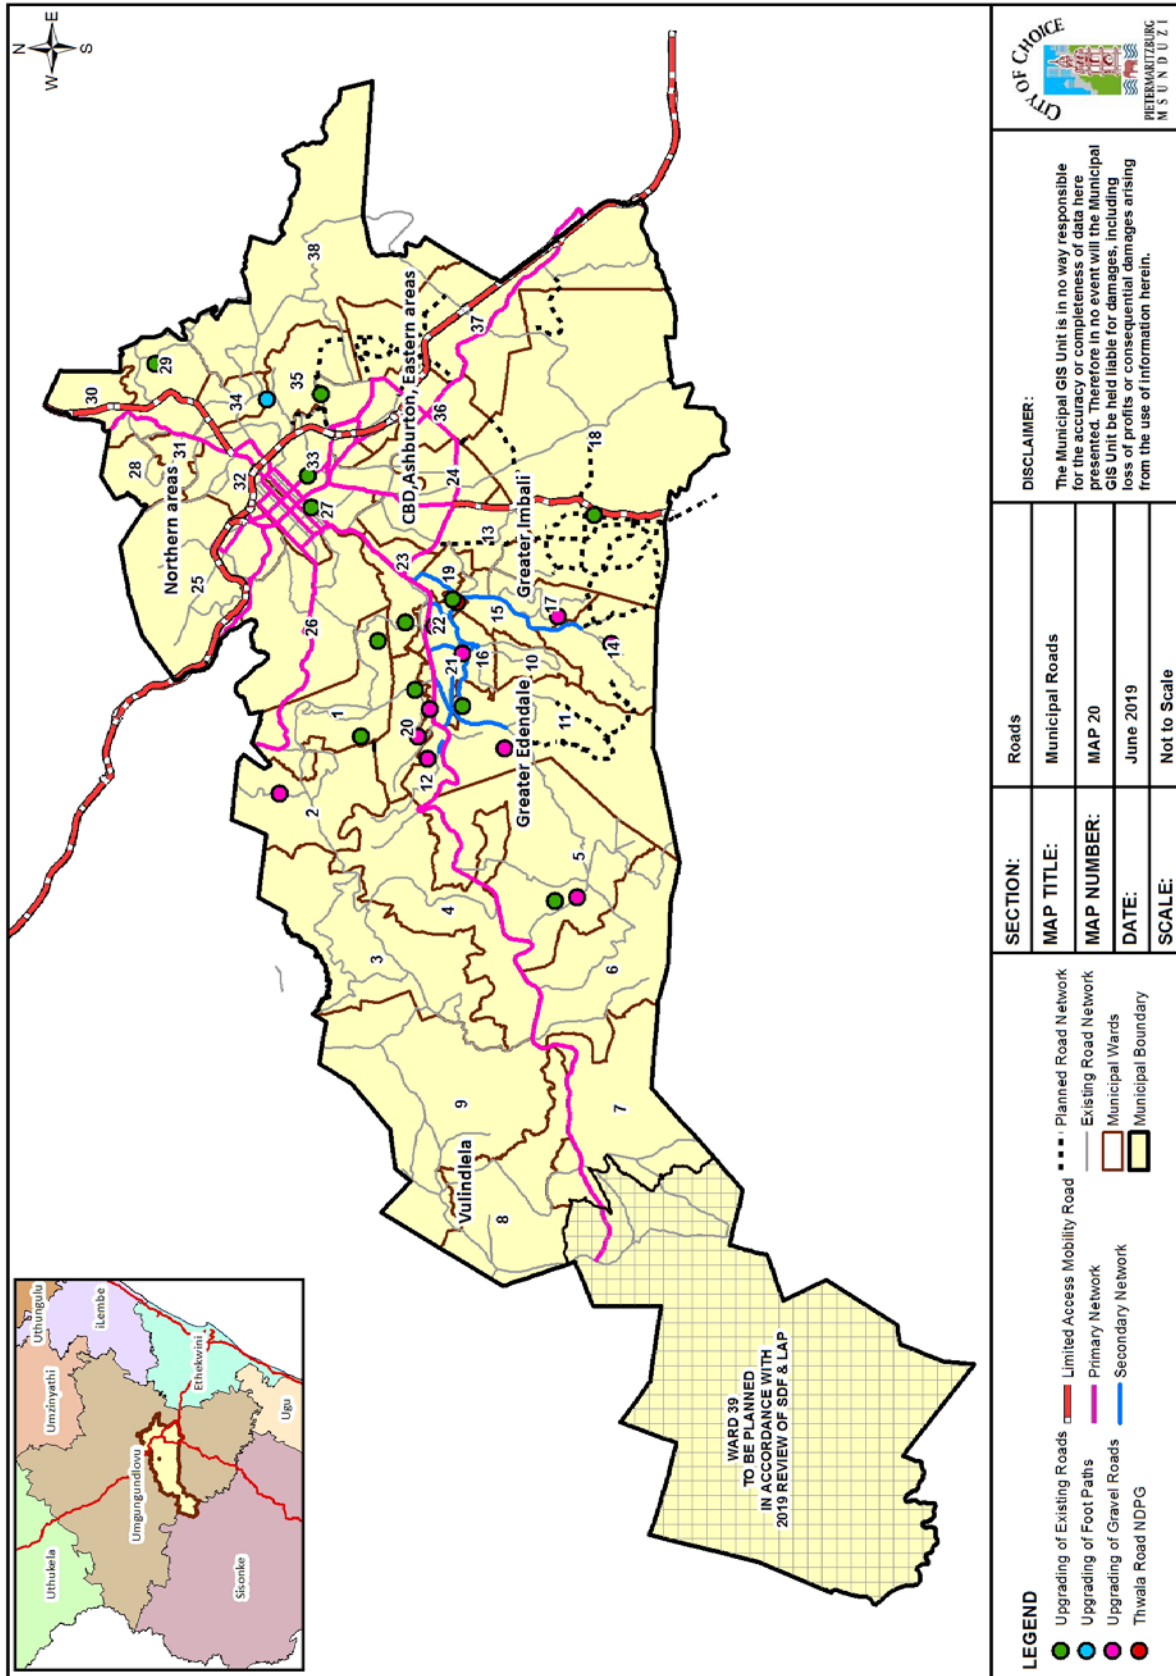 N
W
E
S
Uthukela
Umzinyathi
Uthungulu
iLembe
Umgungundlovu
Ethekwini
Ugu
Sisonke
30
29
28
31
Northern areas
34
38
25
32
35
33
27
26
CBD, Ashburton, Eastern areas
37
36
24
23
1
2
22
19
13
Greater Imbali
18
20
21
16
15
17
12
10
14
11
Greater Edendale
3
4
5
6
9
Vulindlela
8
7
WARD 39
TO BE PLANNED
IN ACCORDANCE WITH
2019 REVIEW OF SDF & LAP
LEGEND
Upgrading of Existing Roads
Upgrading of Foot Paths
Upgrading of Gravel Roads
Thwala Road NDPG
Limited Access Mobility Road
Primary Network
Secondary Network
Planned Road Network
Existing Road Network
Municipal Wards
Municipal Boundary
SECTION: Roads
MAP TITLE: Municipal Roads
MAP NUMBER: MAP 20
DATE: June 2019
SCALE: Not to Scale
DISCLAIMER:
The Municipal GIS Unit is in no way responsible
for the accuracy or completeness of data here
presented. Therefore in no event will the Municipal
GIS Unit be held liable for damages, including
loss of profits or consequential damages arising
from the use of information herein.
CITY OF CHOICE
PIETERMARITZBURG
MSUNDUZI